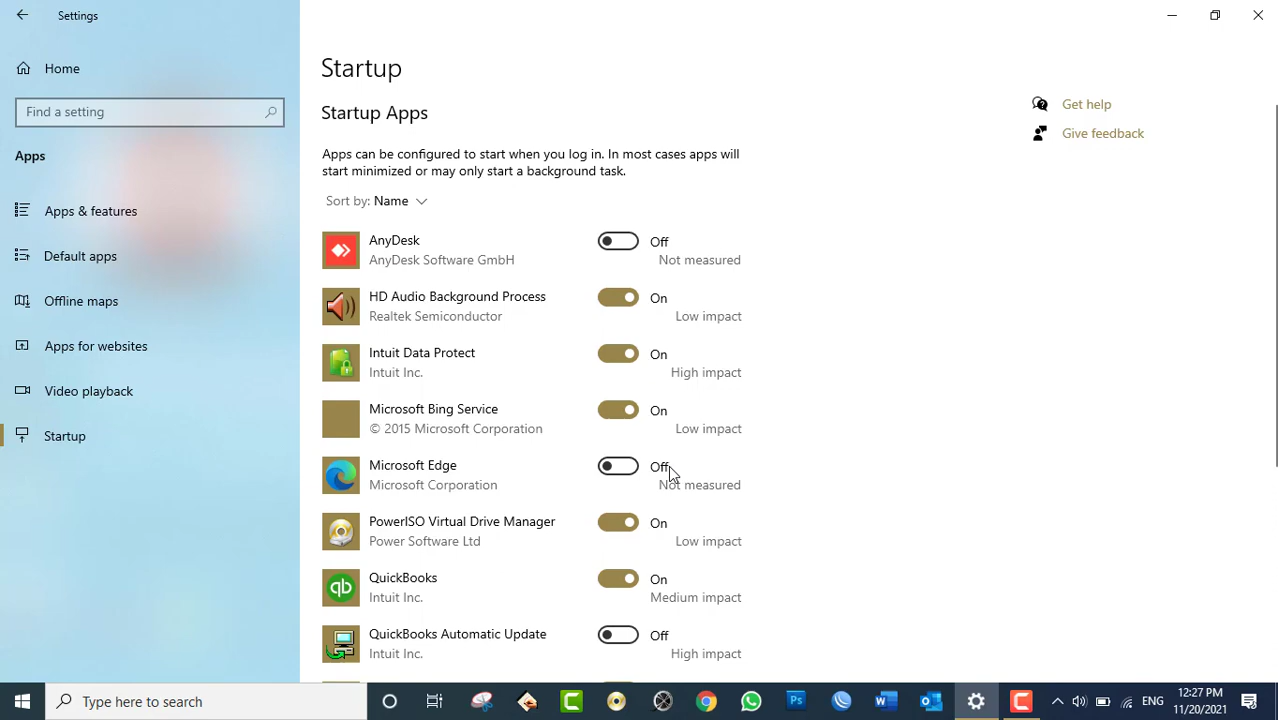 Settings
Home
Find a setting
Apps
Apps & features
Default apps
Offline maps
Apps for websites
Video playback
Startup
Startup
Startup Apps
Apps can be configured to start when you log in. In most cases apps will
start minimized or may only start a background task.
Sort by: Name
AnyDesk
AnyDesk Software GmbH
Off
Not measured
HD Audio Background Process
Realtek Semiconductor
On
Low impact
Intuit Data Protect
Intuit Inc.
On
High impact
Microsoft Bing Service
© 2015 Microsoft Corporation
On
Low impact
Microsoft Edge
Microsoft Corporation
Off
Not measured
PowerISO Virtual Drive Manager
Power Software Ltd
On
Low impact
QuickBooks
Intuit Inc.
On
Medium impact
QuickBooks Automatic Update
Intuit Inc.
Off
High impact
Get help
Give feedback
qb
Type here to search
Ps
ENG
12:27 PM
11/20/2021